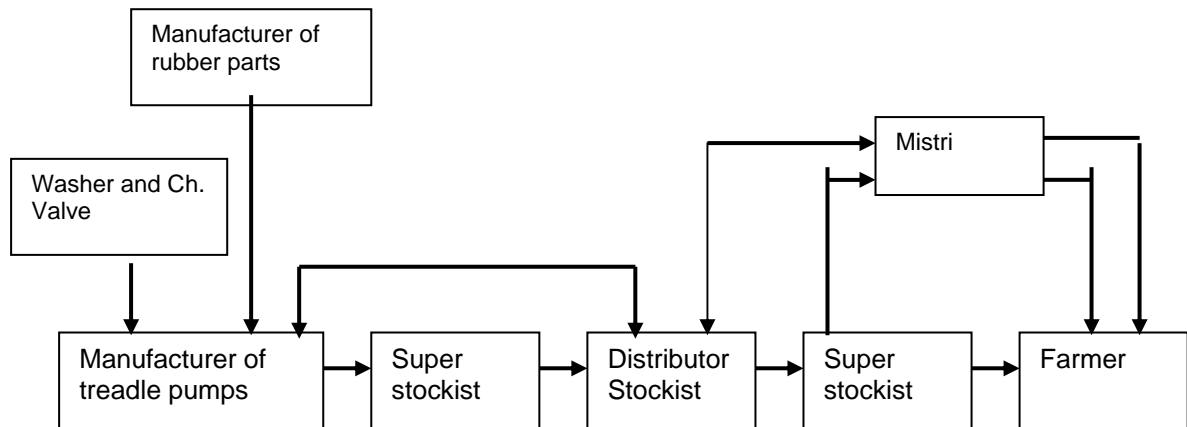 Manufacturer of
rubber parts
Mistri
Washer and Ch.
Valve
Manufacturer of
treadle pumps
Super
stockist
Distributor
Stockist
Super
stockist
Farmer